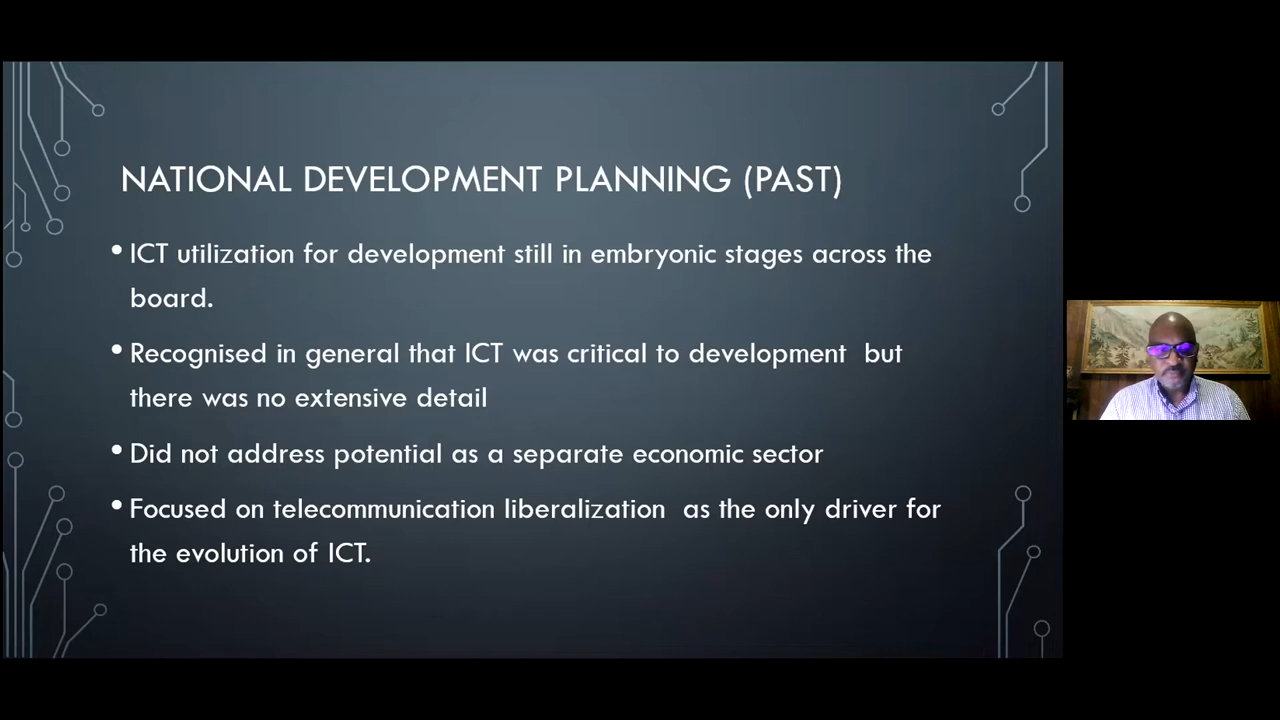 NATIONAL DEVELOPMENT PLANNING (PAST)
• ICT utilization for development still in embryonic stages across the
board.
• Recognised in general that ICT was critical to development  but
there was no extensive detail
• Did not address potential as a separate economic sector
• Focused on telecommunication liberalization  as the only driver for
the evolution of ICT.